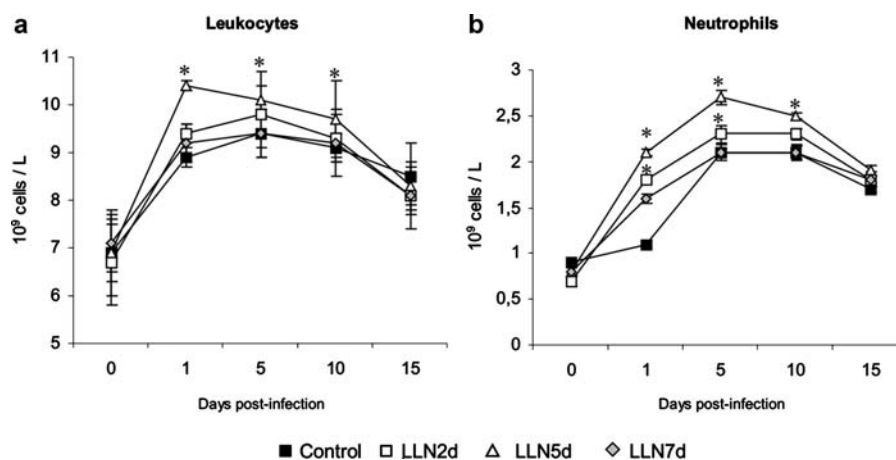 a
Leukocytes
11
10
9
8
7
6
5
10⁹ cells / L
* * *
0 1 5 10 15
Days post-infection
b
Neutrophils
3
2,5
2
1,5
1
0,5
0
10⁹ cells / L
*
* *
*
*
0 1 5 10 15
Days post-infection
Control LLN2d LLN5d LLN7d